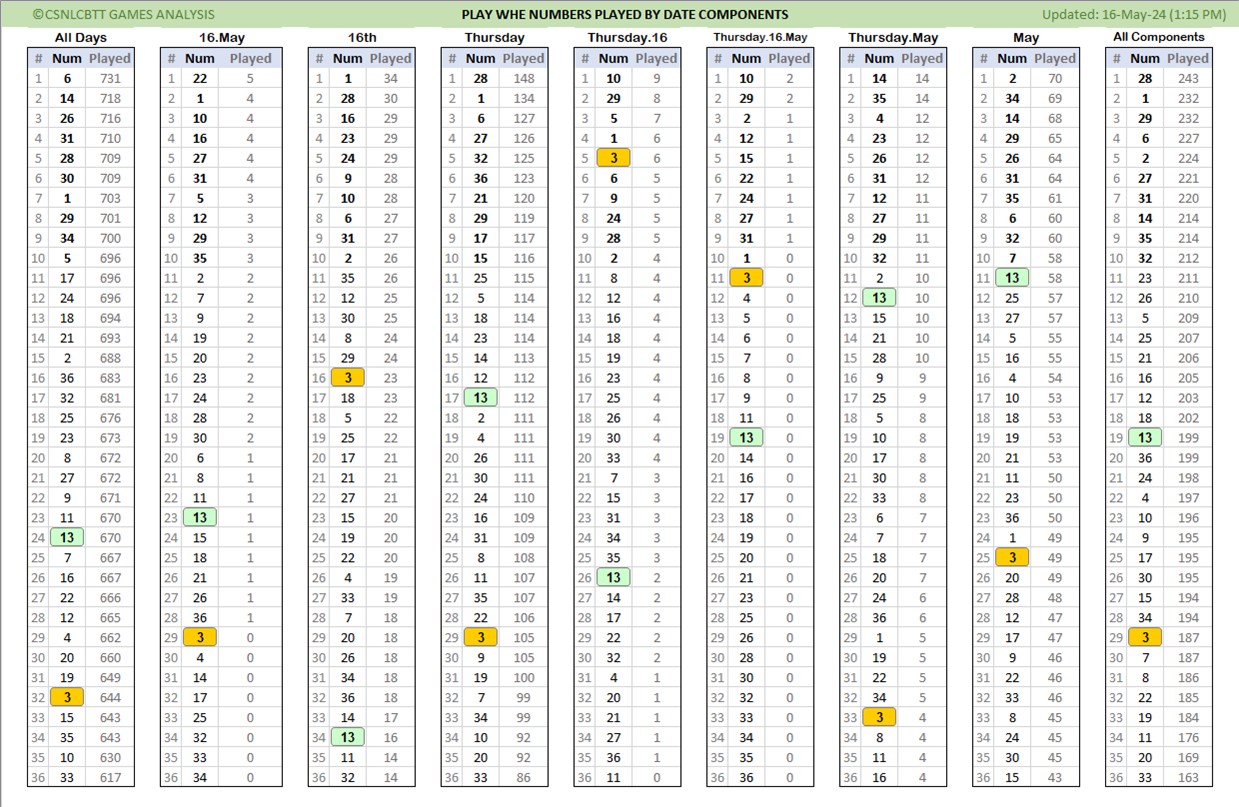 ©CSNLCBTT GAMES ANALYSIS PLAY WHE NUMBERS PLAYED BY DATE COMPONENTS Updated: 16-May-24 (1:15 PM)
All Days 16.May 16th Thursday Thursday.16 Thursday.16.May Thursday.May May All Components
# Num Played # Num Played # Num Played # Num Played # Num Played # Num Played # Num Played # Num Played # Num Played
1 6 731 1 22 5 1 1 34 1 28 148 1 10 9 1 10 2 1 14 14 1 2 70 1 28 243
2 14 718 2 1 4 2 28 30 2 1 134 2 29 8 2 29 2 2 35 14 2 34 69 2 1 232
3 26 716 3 10 4 3 16 29 3 6 127 3 5 7 3 2 1 3 4 12 3 14 68 3 29 232
4 31 710 4 16 4 4 23 29 4 27 126 4 1 6 4 12 1 4 23 12 4 29 65 4 6 227
5 28 709 5 27 4 5 24 29 5 32 125 5 3 6 5 15 1 5 26 12 5 26 64 5 2 224
6 30 709 6 31 4 6 9 28 6 36 123 6 6 5 6 22 1 6 31 12 6 31 64 6 27 221
7 1 703 7 5 3 7 10 28 7 21 120 7 9 5 7 24 1 7 12 11 7 35 61 7 31 220
8 29 701 8 12 3 8 6 27 8 29 119 8 24 5 8 27 1 8 27 11 8 6 60 8 14 214
9 34 700 9 29 3 9 31 27 9 17 117 9 28 5 9 31 1 9 29 11 9 32 60 9 35 214
10 5 696 10 35 3 10 2 26 10 15 116 10 2 4 10 1 0 10 32 11 10 7 58 10 32 212
11 17 696 11 2 2 11 35 26 11 25 115 11 8 4 11 3 0 11 2 10 11 13 58 11 23 211
12 24 696 12 7 2 12 12 25 12 5 114 12 12 4 12 4 0 12 13 10 12 25 57 12 26 210
13 18 694 13 9 2 13 30 25 13 18 114 13 16 4 13 5 0 13 15 10 13 27 57 13 5 209
14 21 693 14 19 2 14 8 24 14 23 114 14 18 4 14 6 0 14 21 10 14 5 55 14 25 207
15 2 688 15 20 2 15 29 24 15 14 113 15 19 4 15 7 0 15 28 10 15 16 55 15 21 206
16 36 683 16 23 2 16 3 23 16 12 112 16 23 4 16 8 0 16 9 9 16 4 54 16 16 205
17 32 681 17 24 2 17 18 23 17 13 112 17 25 4 17 9 0 17 25 9 17 10 53 17 12 203
18 25 676 18 28 2 18 5 22 18 2 111 18 26 4 18 11 0 18 5 8 18 18 53 18 18 202
19 23 673 19 30 2 19 25 22 19 4 111 19 30 4 19 13 0 19 10 8 19 19 53 19 13 199
20 8 672 20 6 1 20 17 21 20 26 111 20 33 4 20 14 0 20 17 8 20 21 53 20 36 199
21 27 672 21 8 1 21 21 21 21 30 111 21 7 3 21 16 0 21 30 8 21 11 50 21 24 198
22 9 671 22 11 1 22 27 21 22 24 110 22 15 3 22 17 0 22 33 8 22 23 50 22 4 197
23 11 670 23 13 1 23 15 20 23 16 109 23 31 3 23 18 0 23 6 7 23 36 50 23 10 196
24 13 670 24 15 1 24 19 20 24 31 109 24 34 3 24 19 0 24 7 7 24 1 49 24 9 195
25 7 667 25 18 1 25 22 20 25 8 108 25 35 3 25 20 0 25 18 7 25 3 49 25 17 195
26 16 667 26 21 1 26 4 19 26 11 107 26 13 2 26 21 0 26 20 7 26 20 49 26 30 195
27 22 666 27 26 1 27 33 19 27 35 107 27 14 2 27 23 0 27 24 6 27 28 48 27 15 194
28 12 665 28 36 1 28 7 18 28 22 106 28 17 2 28 25 0 28 36 6 28 12 47 28 34 194
29 4 662 29 3 0 29 20 18 29 3 105 29 22 2 29 26 0 29 1 5 29 17 47 29 3 187
30 20 660 30 4 0 30 26 18 30 9 105 30 32 2 30 28 0 30 19 5 30 9 46 30 7 187
31 19 649 31 14 0 31 34 18 31 19 100 31 4 1 31 30 0 31 22 5 31 22 46 31 8 186
32 3 644 32 17 0 32 36 18 32 7 99 32 20 1 32 32 0 32 34 5 32 33 46 32 22 185
33 15 643 33 25 0 33 14 17 33 34 99 33 21 1 33 33 0 33 3 4 33 8 45 33 19 184
34 35 643 34 32 0 34 13 16 34 10 92 34 27 1 34 34 0 34 8 4 34 24 45 34 11 176
35 10 630 35 33 0 35 11 14 35 20 92 35 36 1 35 35 0 35 11 4 35 30 45 35 20 169
36 33 617 36 34 0 36 32 14 36 33 86 36 11 0 36 36 0 36 16 4 36 15 43 36 33 163